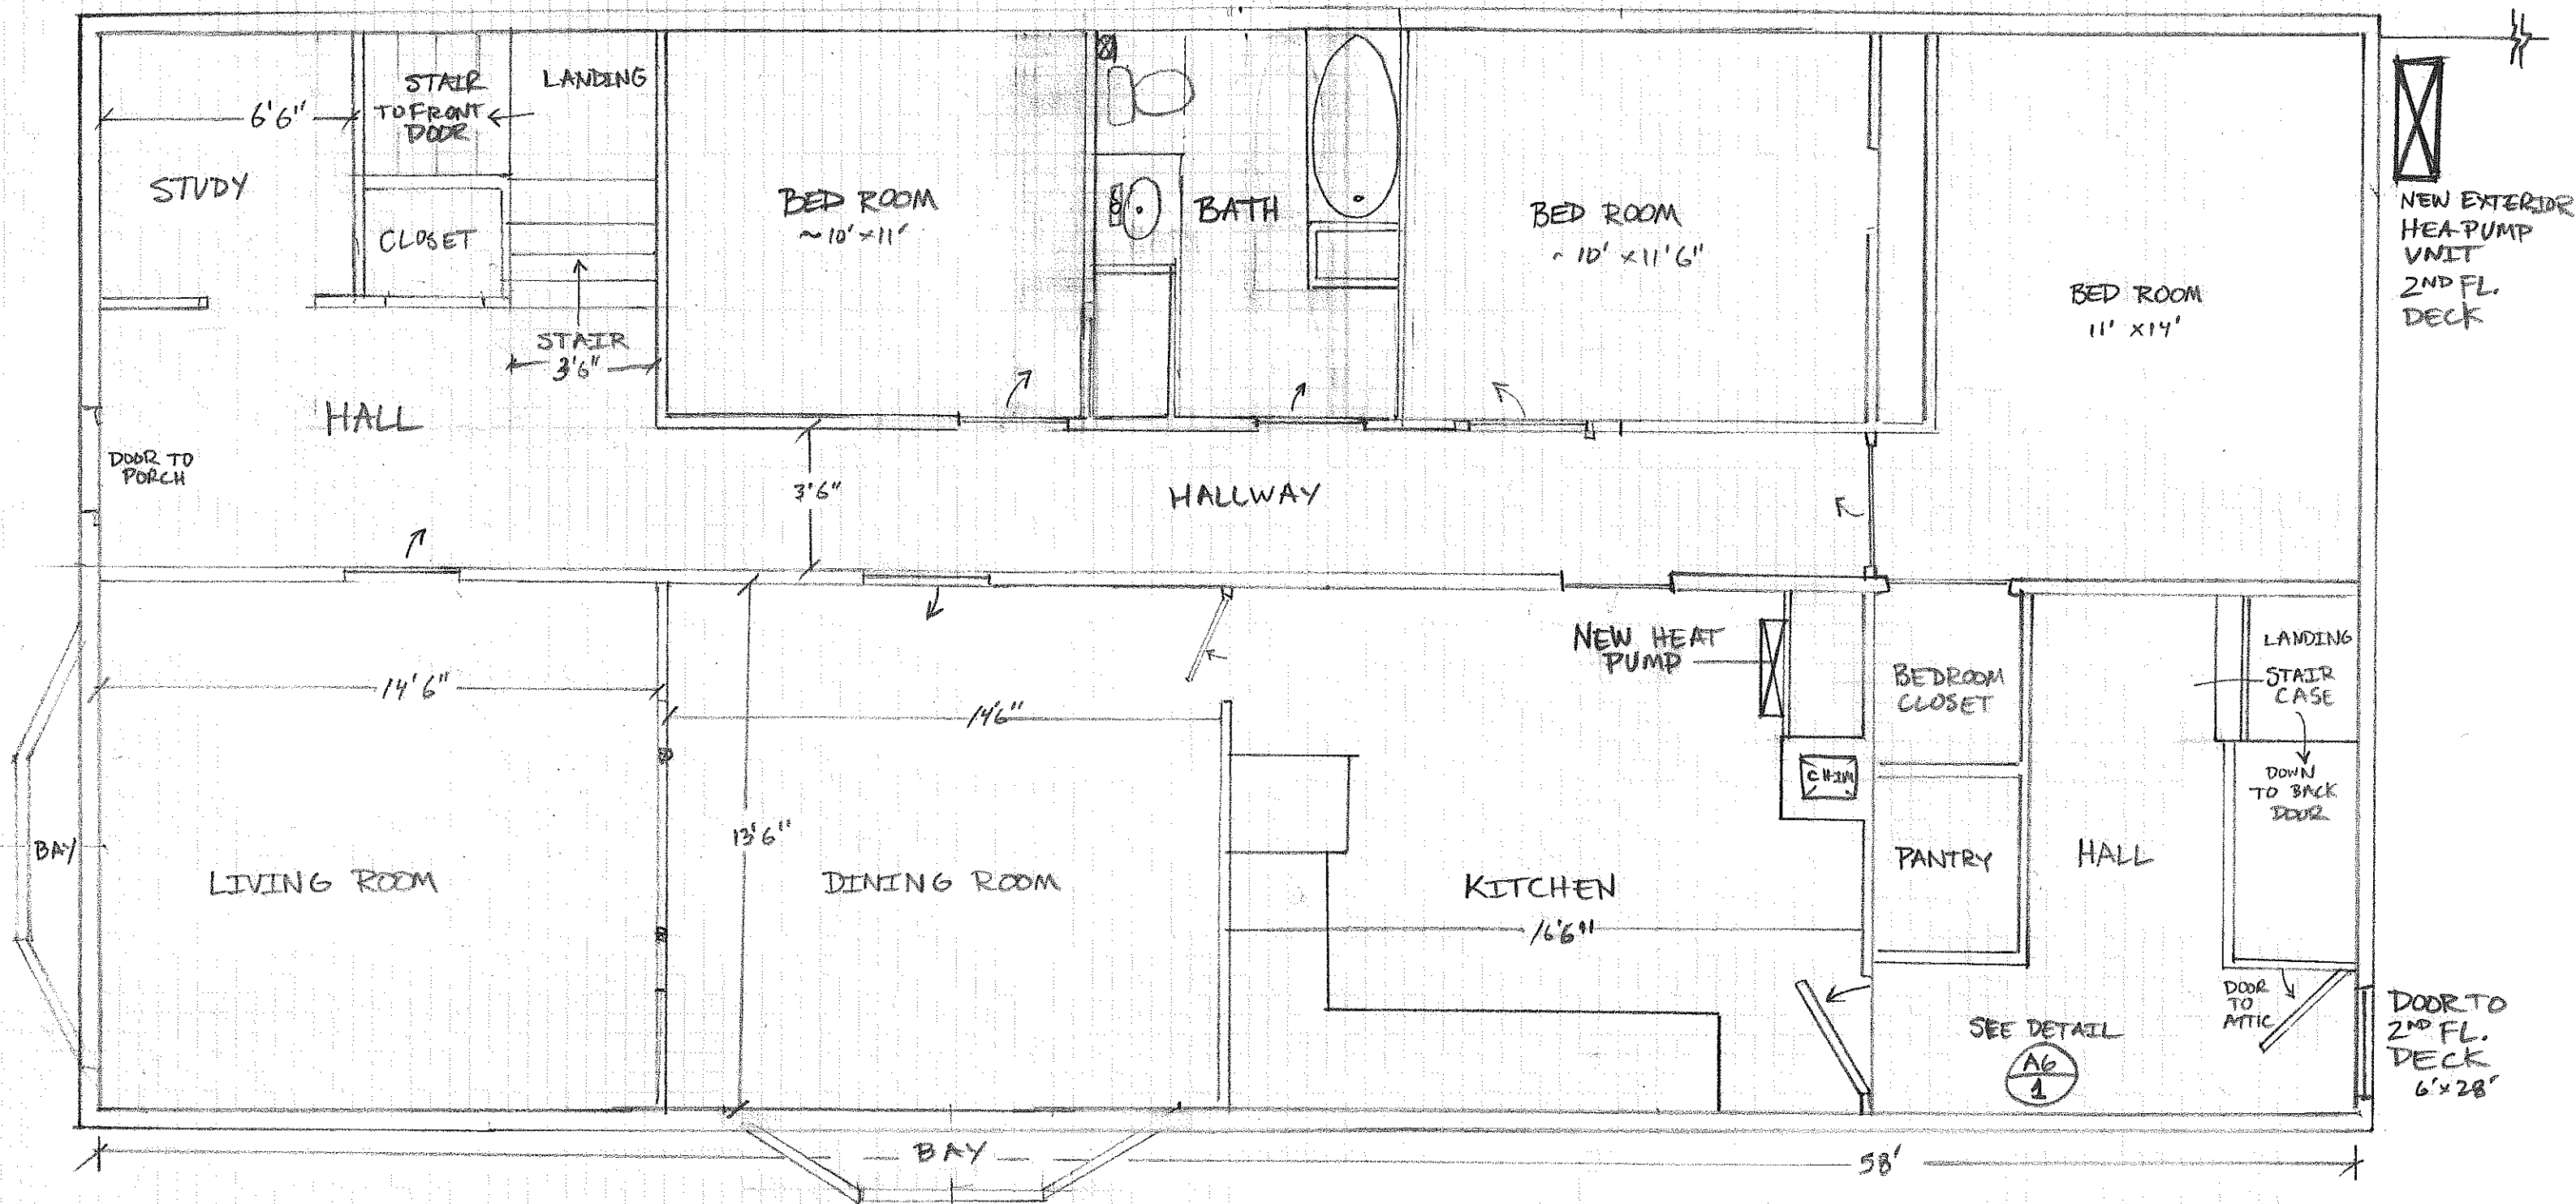 6'6"
STUDY
STAIR
TO FRONT
DOOR
LANDING
CLOSET
STAIR
3'6"
HALL
DOOR TO
PORCH
BED ROOM
~10'×11'
BATH
BED ROOM
~10'×11'6"
BED ROOM
11'×14'
NEW EXTERIOR
HEA-PUMP
UNIT
2ND FL.
DECK
3'6"
HALLWAY
14'6"
LIVING ROOM
BAY
14'6"
13'6"
DINING ROOM
NEW HEAT
PUMP
CHIM
KITCHEN
16'6"
BEDROOM
CLOSET
PANTRY
HALL
LANDING
STAIR
CASE
DOWN
TO BACK
DOOR
DOOR
TO
ATTIC
SEE DETAIL
A6
1
DOOR TO
2ND FL.
DECK
6'×28'
BAY
58'